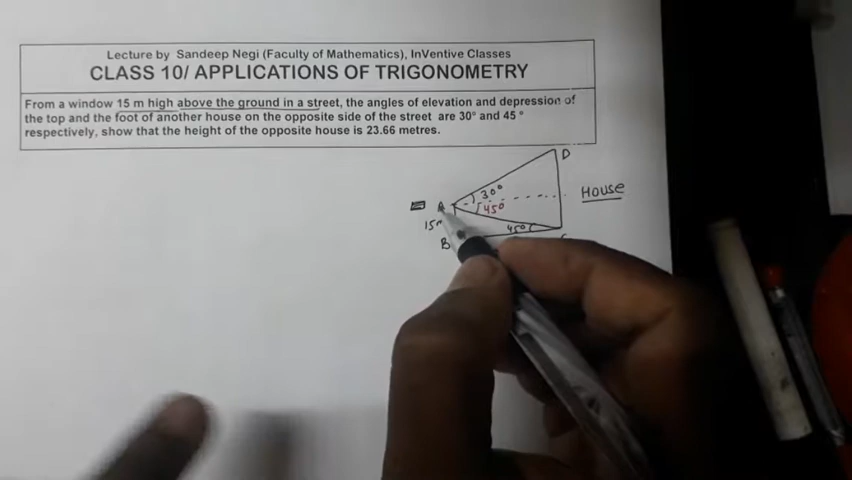 Lecture by Sandeep Negi (Faculty of Mathematics), InVentive Classes
CLASS 10/ APPLICATIONS OF TRIGONOMETRY
From a window 15 m high above the ground in a street, the angles of elevation and depression of
the top and the foot of another house on the opposite side of the street are 30° and 45 °
respectively, show that the height of the opposite house is 23.66 metres.
D
30°
House
A
45°
15m
45°
B